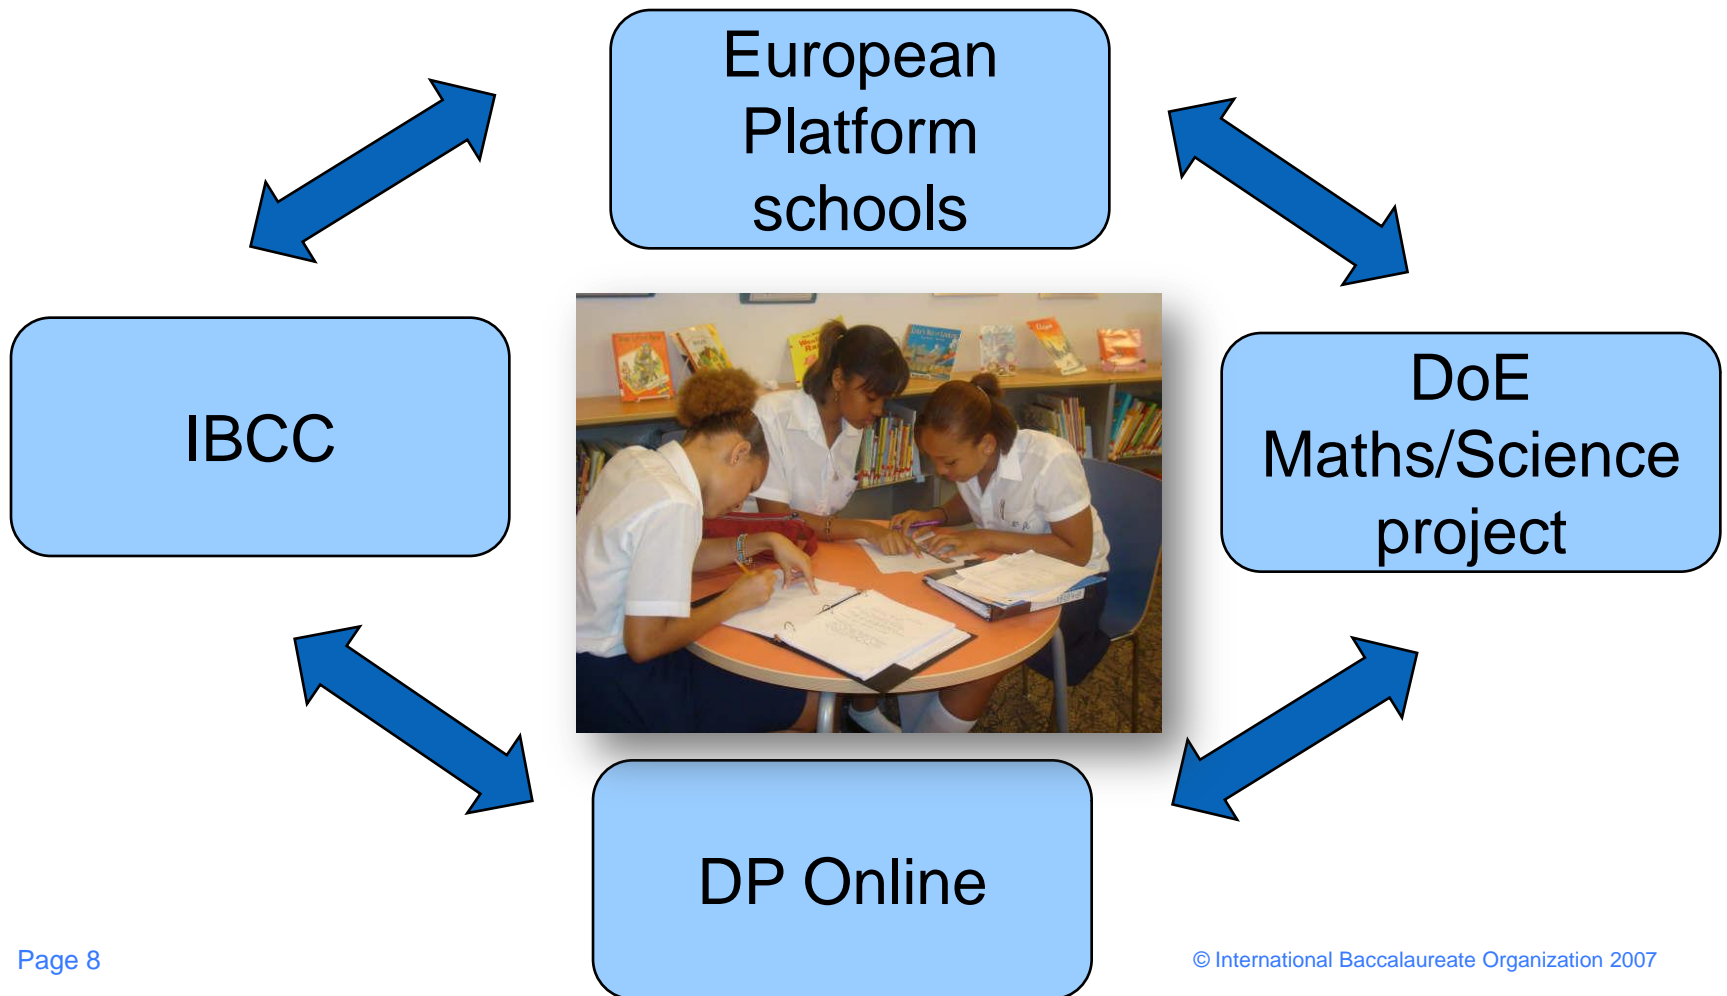 European
Platform
schools
IBCC
DoE
Maths/Science
project
DP Online
Page 8
© International Baccalaureate Organization 2007